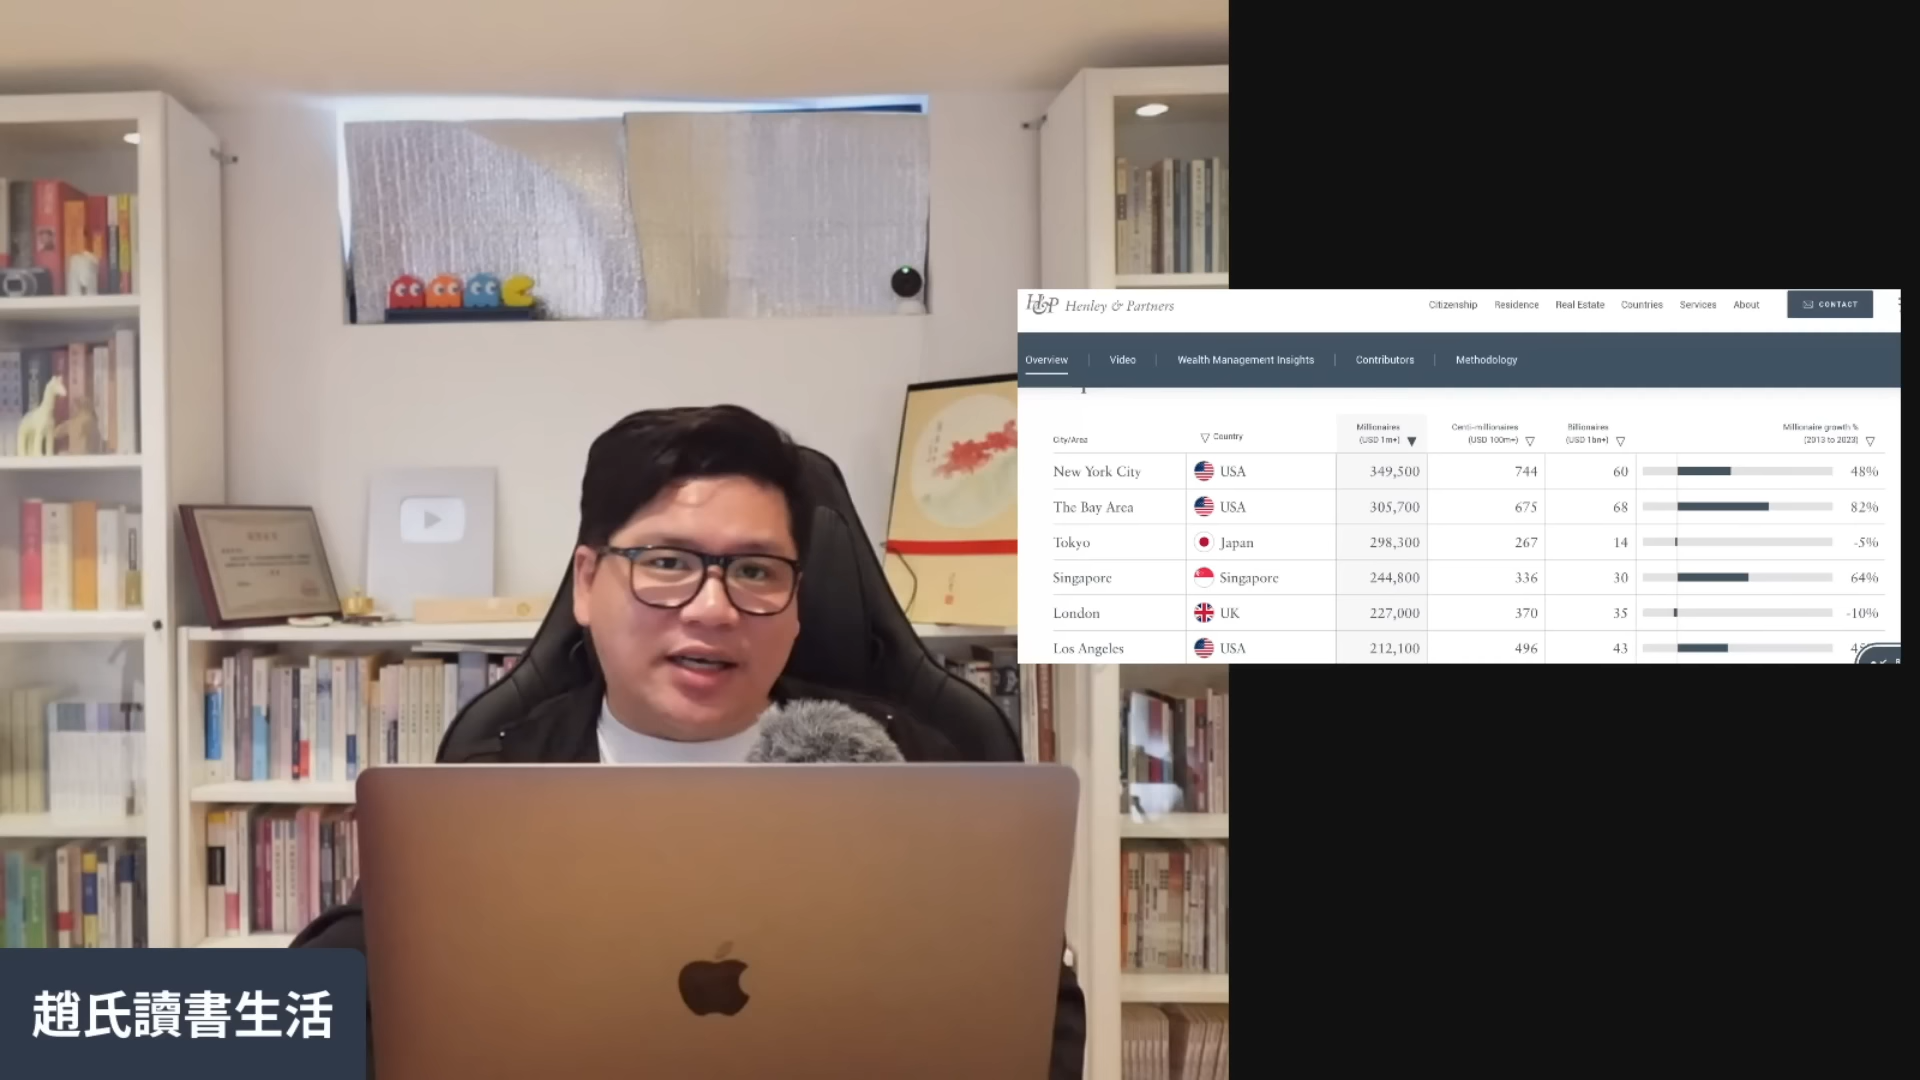 H&P Henley & Partners
Citizenship Residence Real Estate Countries Services About CONTACT
Overview Video Wealth Management Insights Contributors Methodology
City/Area Country Millionaires (USD 1m+) Centi-millionaires (USD 100m+) Billionaires (USD 1bn+) Millionaire growth % (2013 to 2023)
New York City USA 349,500 744 60 48%
The Bay Area USA 305,700 675 68 82%
Tokyo Japan 298,300 267 14 -5%
Singapore Singapore 244,800 336 30 64%
London UK 227,000 370 35 -10%
Los Angeles USA 212,100 496 43
趙氏讀書生活